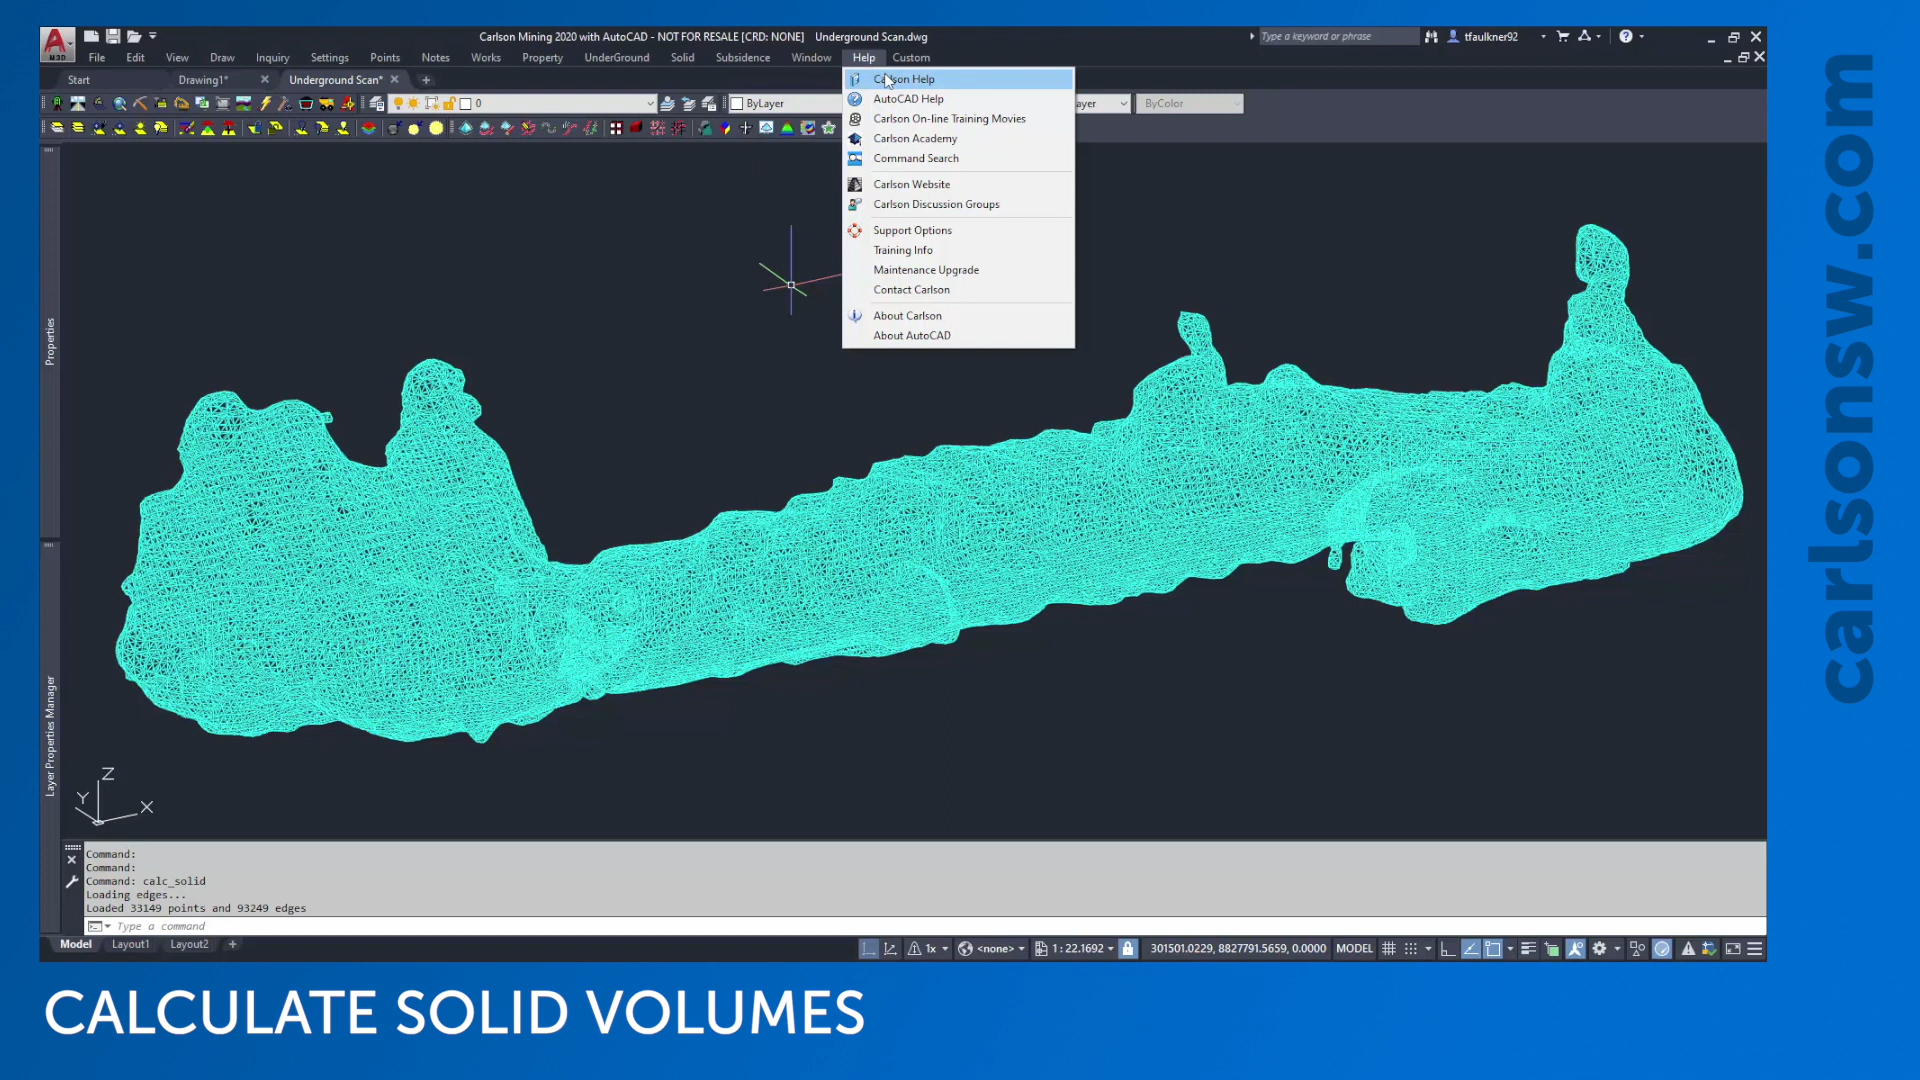 Carlson Mining 2020 with AutoCAD - NOT FOR RESALE [CRD: NONE] Underground Scan.dwg
Type a keyword or phrase
tfaulkner92
A
M3D
File Edit View Draw Inquiry Settings Points Notes Works Property UnderGround Solid Subsidence Window Help Custom
Start Drawing1* Underground Scan*
0
ByLayer
ayer
ByColor
Carlson Help
AutoCAD Help
Carlson On-line Training Movies
Carlson Academy
Command Search
Carlson Website
Carlson Discussion Groups
Support Options
Training Info
Maintenance Upgrade
Contact Carlson
About Carlson
About AutoCAD
Properties
Layer Properties Manager
Z
Y
X
Command:
Command:
Command: calc_solid
Loading edges...
Loaded 33149 points and 93249 edges
Type a command
Model Layout1 Layout2
1x <none> 1 : 22.1692 301501.0229, 8827791.5659, 0.0000 MODEL
CALCULATE SOLID VOLUMES
carlsonsw.com